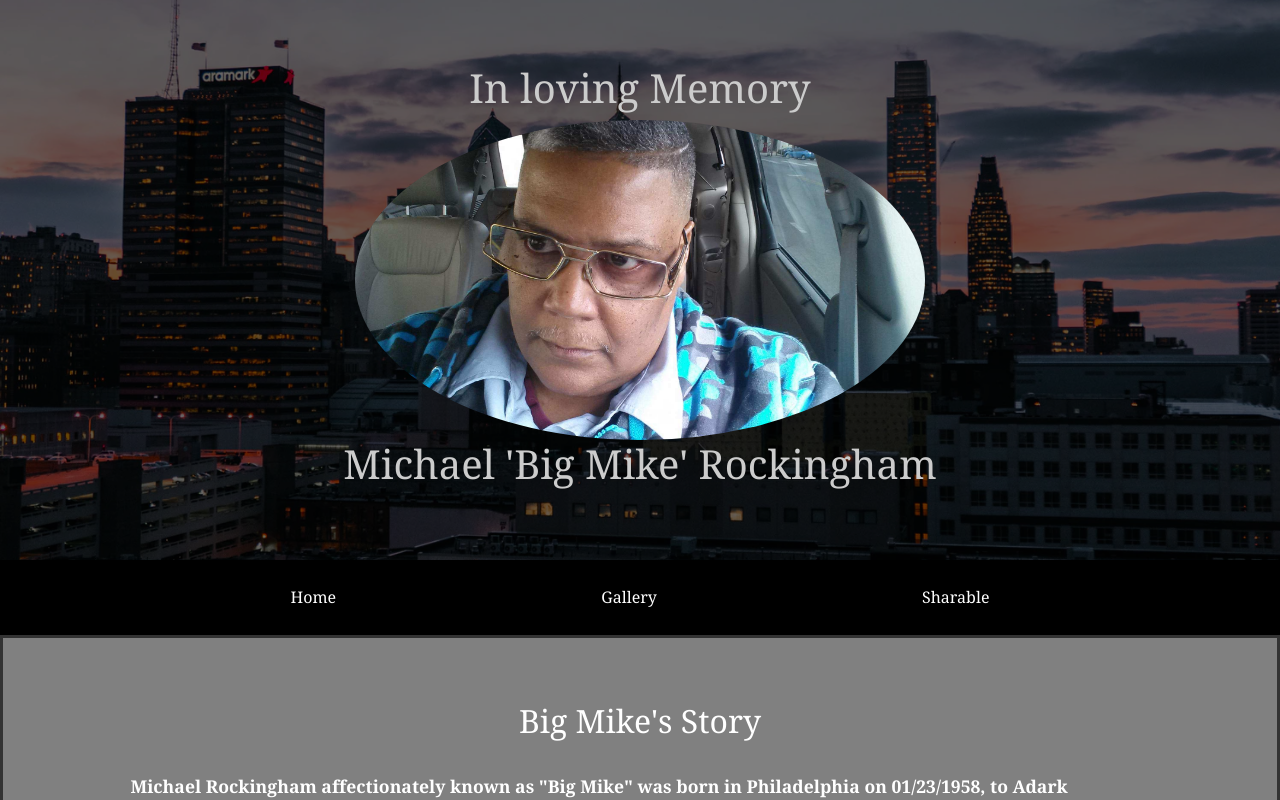 aramark
In loving Memory
Michael 'Big Mike' Rockingham
Home Gallery Sharable
Big Mike's Story
Michael Rockingham affectionately known as "Big Mike" was born in Philadelphia on 01/23/1958, to Adark